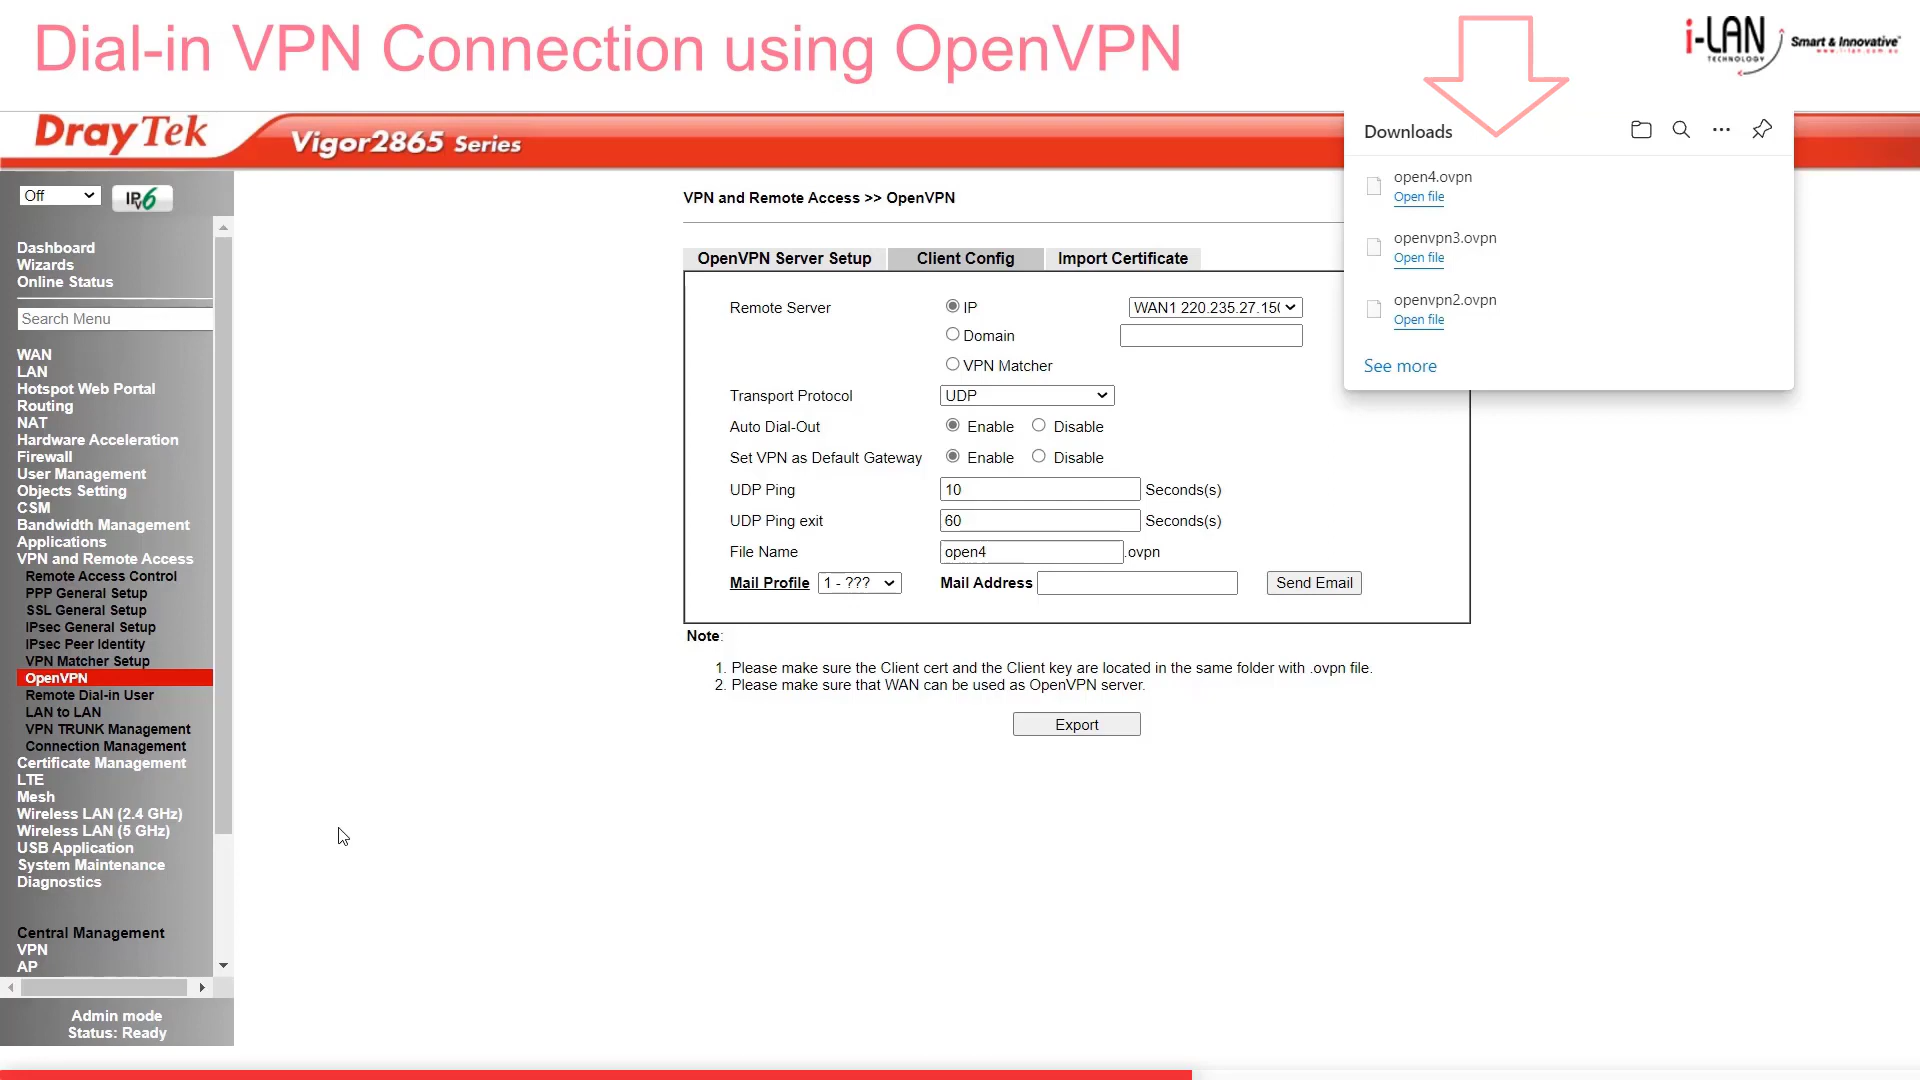 Dial-in VPN Connection using OpenVPN
i-LAN
TECHNOLOGY
Smart & Innovative
www.i-lan.com.au
DrayTek
Vigor2865 Series
Downloads
open4.ovpn
Open file
openvpn3.ovpn
Open file
openvpn2.ovpn
Open file
See more
Off
IPv6
Dashboard
Wizards
Online Status
Search Menu
WAN
LAN
Hotspot Web Portal
Routing
NAT
Hardware Acceleration
Firewall
User Management
Objects Setting
CSM
Bandwidth Management
Applications
VPN and Remote Access
Remote Access Control
PPP General Setup
SSL General Setup
IPsec General Setup
IPsec Peer Identity
VPN Matcher Setup
OpenVPN
Remote Dial-in User
LAN to LAN
VPN TRUNK Management
Connection Management
Certificate Management
LTE
Mesh
Wireless LAN (2.4 GHz)
Wireless LAN (5 GHz)
USB Application
System Maintenance
Diagnostics
Central Management
VPN
AP
Admin mode
Status: Ready
VPN and Remote Access >> OpenVPN
OpenVPN Server Setup Client Config Import Certificate
Remote Server IP WAN1 220.235.27.150
Domain
VPN Matcher
Transport Protocol UDP
Auto Dial-Out Enable Disable
Set VPN as Default Gateway Enable Disable
UDP Ping 10 Seconds(s)
UDP Ping exit 60 Seconds(s)
File Name open4 .ovpn
Mail Profile 1 - ??? Mail Address Send Email
Note:
1. Please make sure the Client cert and the Client key are located in the same folder with .ovpn file.
2. Please make sure that WAN can be used as OpenVPN server.
Export